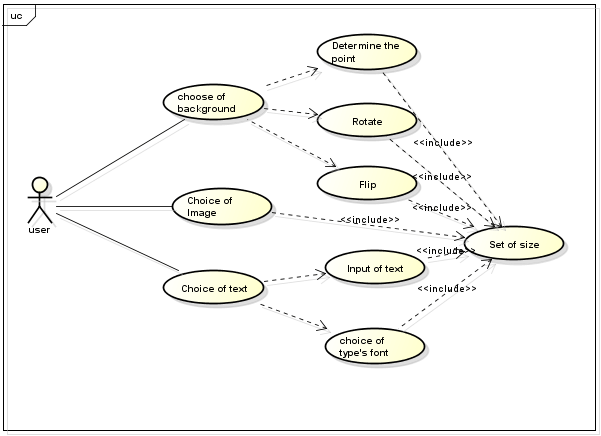 uc
Determine the
point
choose of
background
Rotate
<<include>>
Flip
<<include>>
Choice of
Image
<<include>>
<<include>>
user
Set of size
<<include>>
Input of text
Choice of text
<<include>>
choice of
type's font